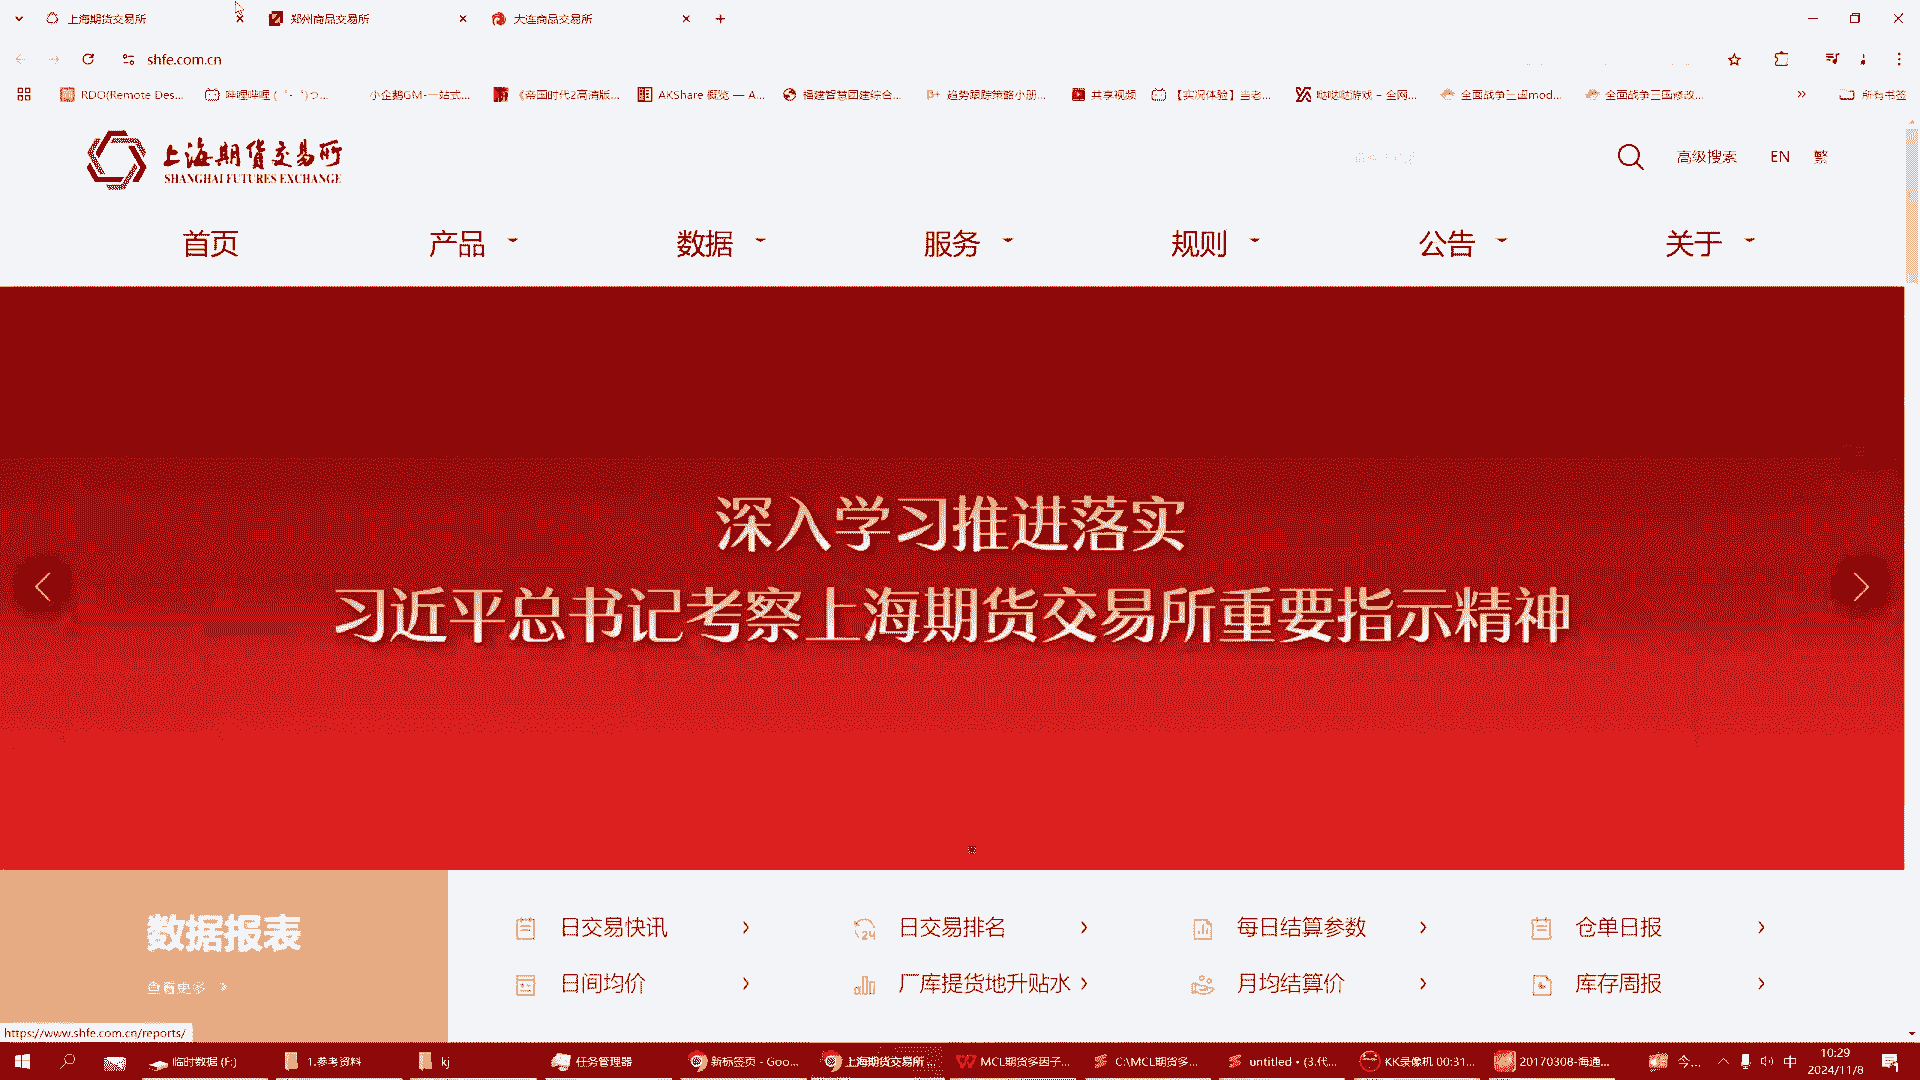 上海期货交易所
郑州商品交易所
大连商品交易所
shfe.com.cn
RDO(Remote Des...
哔哩哔哩 (゜-゜)つ...
小企鹅GM-一站式...
《帝国时代2高清版...
AKShare 概览 — A...
福建智慧团建综合...
趋势跟踪策略小册...
共享视频
【实况体验】当老...
哒哒哒游戏 - 全网...
全面战争三国mod...
全面战争三国修改...
所有书签
上海期货交易所
SHANGHAI FUTURES EXCHANGE
高级搜索
EN
繁
首页
产品
数据
服务
规则
公告
关于
深入学习推进落实
习近平总书记考察上海期货交易所重要指示精神
数据报表
查看更多
日交易快讯
日交易排名
每日结算参数
仓单日报
日间均价
厂库提货地升贴水
月均结算价
库存周报
https://www.shfe.com.cn/reports/
临时数据 (F:)
1.参考资料
kj
任务管理器
新标签页 - Goo...
上海期货交易所 ...
MCL期货多因子...
C:\MCL期货多...
untitled • (3.代...
KK录像机 00:31...
20170308-海通...
今...
中
10:29
2024/11/8